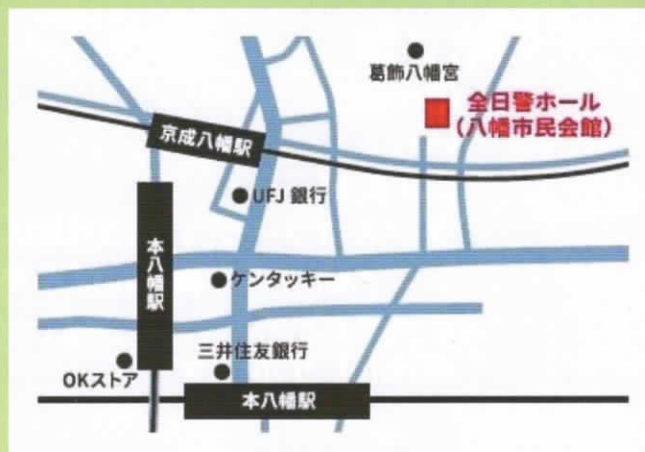 葛飾八幡宮
全日警ホール
(八幡市民会館)
京成八幡駅
UFJ 銀行
本八幡駅
ケンタッキー
三井住友銀行
OKストア
本八幡駅